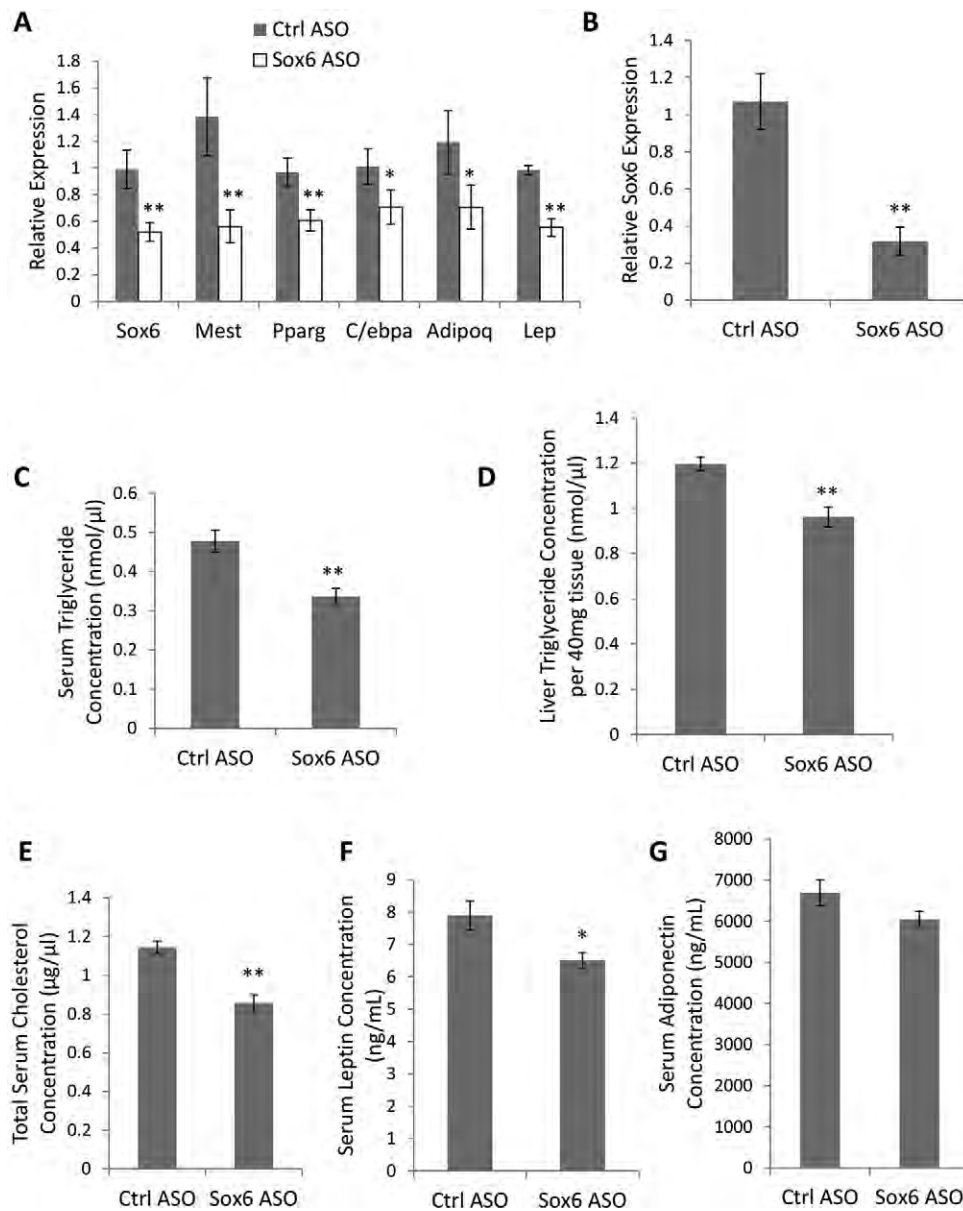 A
Ctrl ASO
Sox6 ASO
Relative Expression
1.8
1.6
1.4
1.2
1
0.8
0.6
0.4
0.2
0
**
**
**
*
*
**
Sox6 Mest Pparg C/ebpa Adipoq Lep
B
Relative Sox6 Expression
1.4
1.2
1
0.8
0.6
0.4
0.2
0
**
Ctrl ASO Sox6 ASO
C
Serum Triglyceride
Concentration (nmol/μl)
0.6
0.5
0.4
0.3
0.2
0.1
0
**
Ctrl ASO Sox6 ASO
D
Liver Triglyceride Concentration
per 40mg tissue (nmol/μl)
1.4
1.2
1
0.8
0.6
0.4
0.2
0
**
Ctrl ASO Sox6 ASO
E
Total Serum Cholesterol
Concentration (μg/μl)
1.4
1.2
1
0.8
0.6
0.4
0.2
0
**
Ctrl ASO Sox6 ASO
F
Serum Leptin Concentration
(ng/mL)
9
8
7
6
5
4
3
2
1
0
*
Ctrl ASO Sox6 ASO
G
Serum Adiponectin
Concentration (ng/mL)
8000
7000
6000
5000
4000
3000
2000
1000
0
Ctrl ASO Sox6 ASO